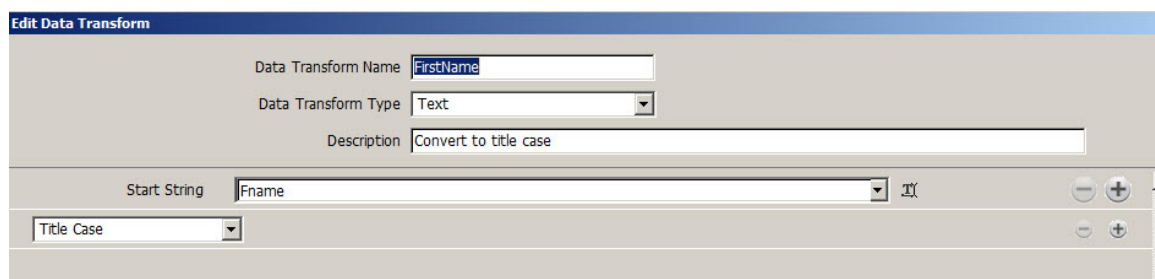 Edit Data Transform
Data Transform Name FirstName
Data Transform Type Text
Description Convert to title case
Start String Fname
Title Case